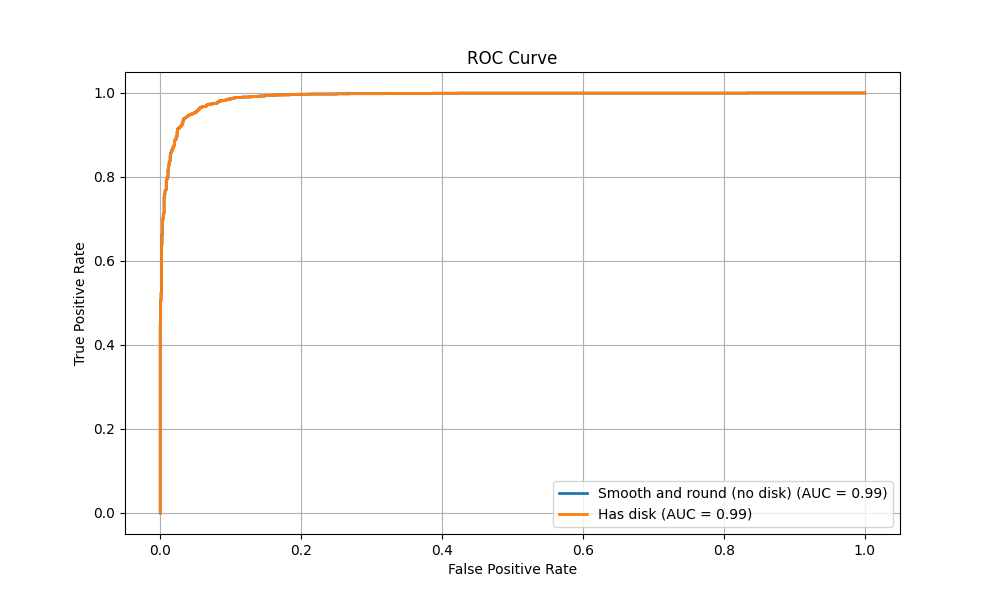 ROC Curve
True Positive Rate
1.0
0.8
0.6
0.4
0.2
0.0
Smooth and round (no disk) (AUC = 0.99)
Has disk (AUC = 0.99)
0.0 0.2 0.4 0.6 0.8 1.0
False Positive Rate